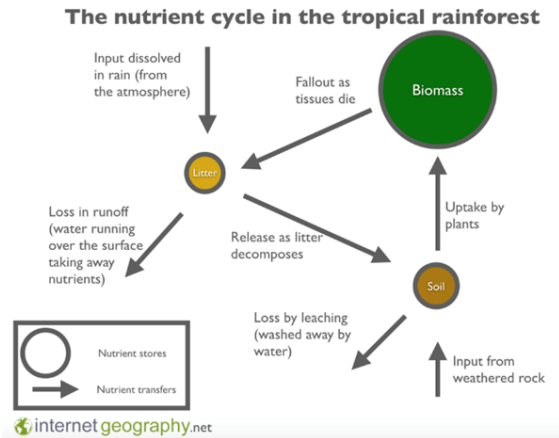 The nutrient cycle in the tropical rainforest
Input dissolved
in rain (from
the atmosphere)
Fallout as
tissues die
Biomass
Litter
Loss in runoff
(water running
over the surface
taking away
nutrients)
Release as litter
decomposes
Uptake by
plants
Soil
Loss by leaching
(washed away by
water)
Input from
weathered rock
Nutrient stores
Nutrient transfers
internetgeography.net